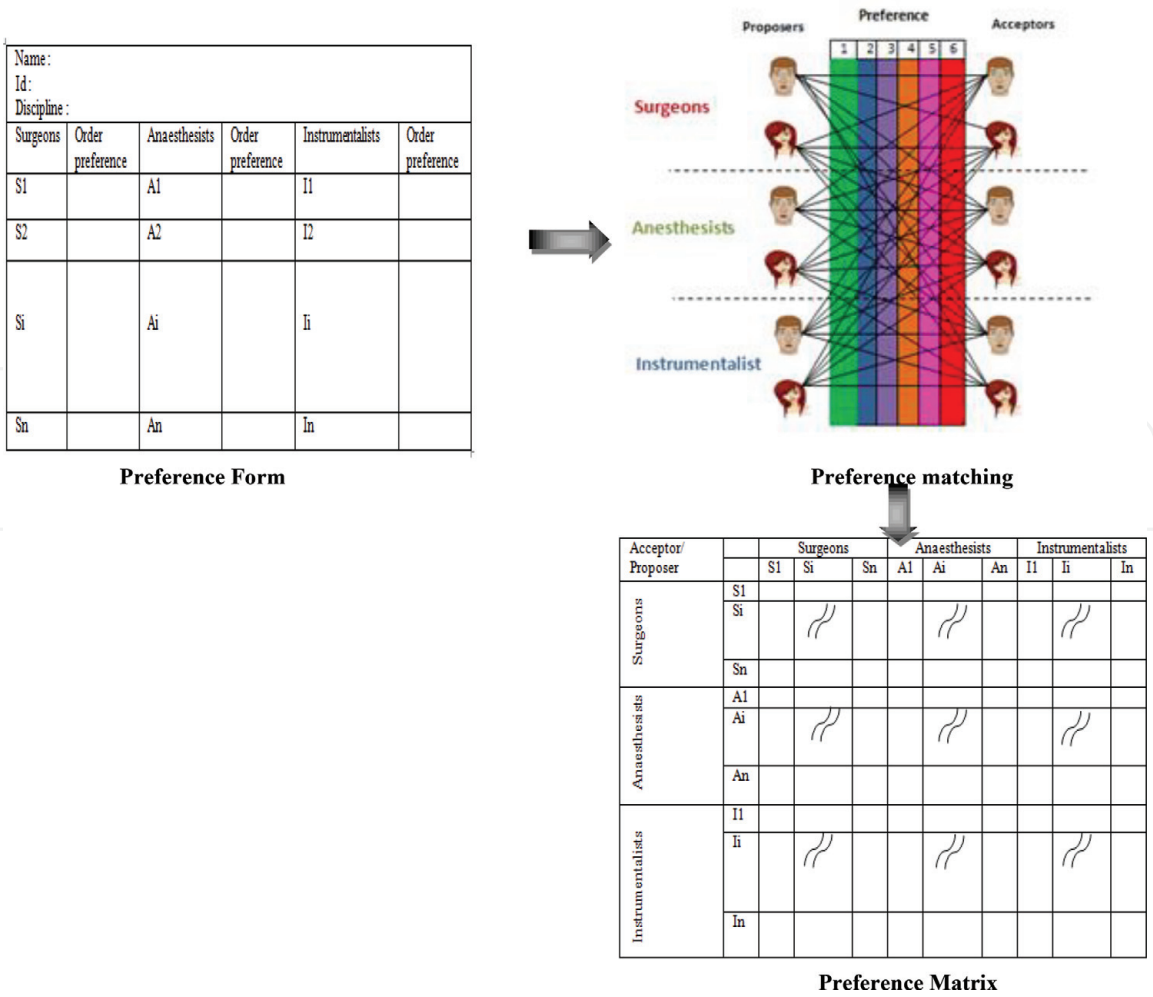 Name :
Id :
Discipline :
Surgeons Order preference Anaesthesists Order preference Instrumentalists Order preference
S1 A1 I1
S2 A2 I2
Si Ai Ii
Sn An In
Preference Form
Preference
Proposers Acceptors
1 2 3 4 5 6
Surgeons
Anesthesists
Instrumentalist
Preference matching
Acceptor/ Surgeons Anaesthesists Instrumentalists
Proposer S1 Si Sn A1 Ai An I1 Ii In
Surgeons
S1
Si
Sn
Anaesthesists
A1
Ai
An
Instrumentalists
I1
Ii
In
Preference Matrix